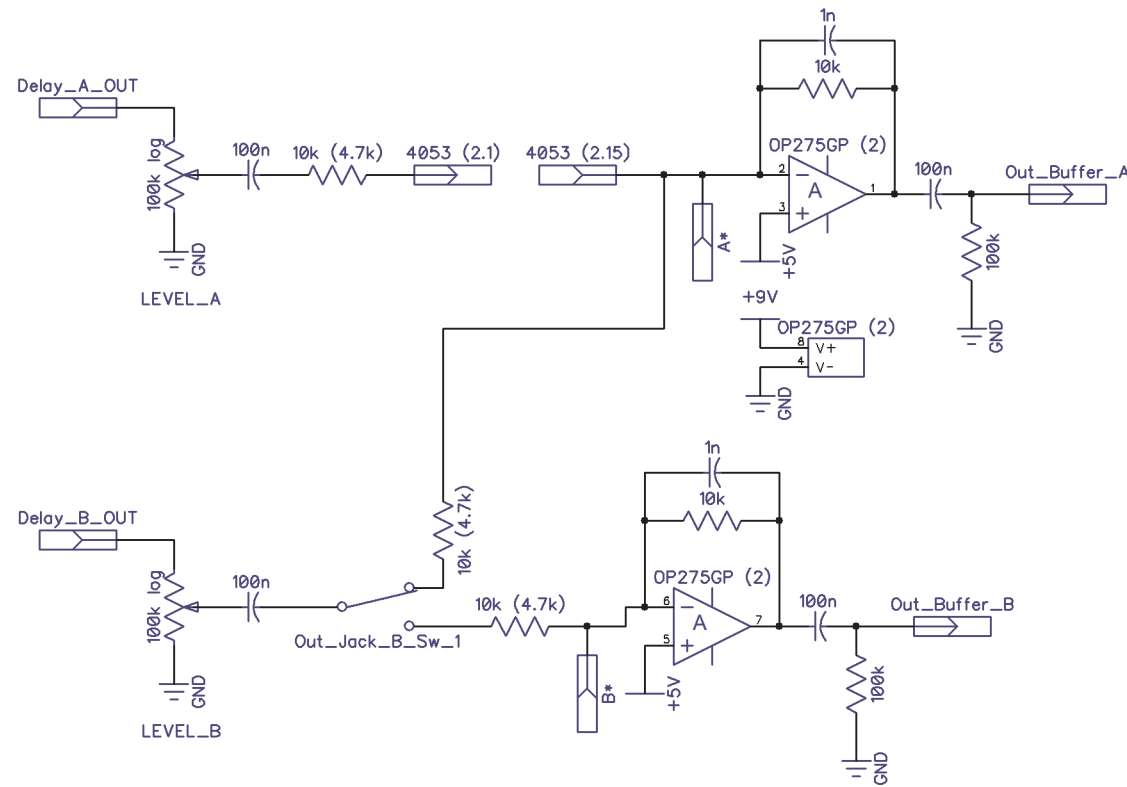 1n
10k
Delay_A_OUT
100k log
100n
10k (4.7k)
4053 (2.1)
4053 (2.15)
OP275GP (2)
2
A
1
3
100n
Out_Buffer_A
A*
+5V
100k
GND
GND
LEVEL_A
+9V
OP275GP (2)
8 V+
4 V-
GND
1n
10k
10k (4.7k)
Delay_B_OUT
100k log
100n
Out_Jack_B_Sw_1
10k (4.7k)
OP275GP (2)
6
A
7
5
100n
Out_Buffer_B
B*
+5V
100k
GND
LEVEL_B
GND